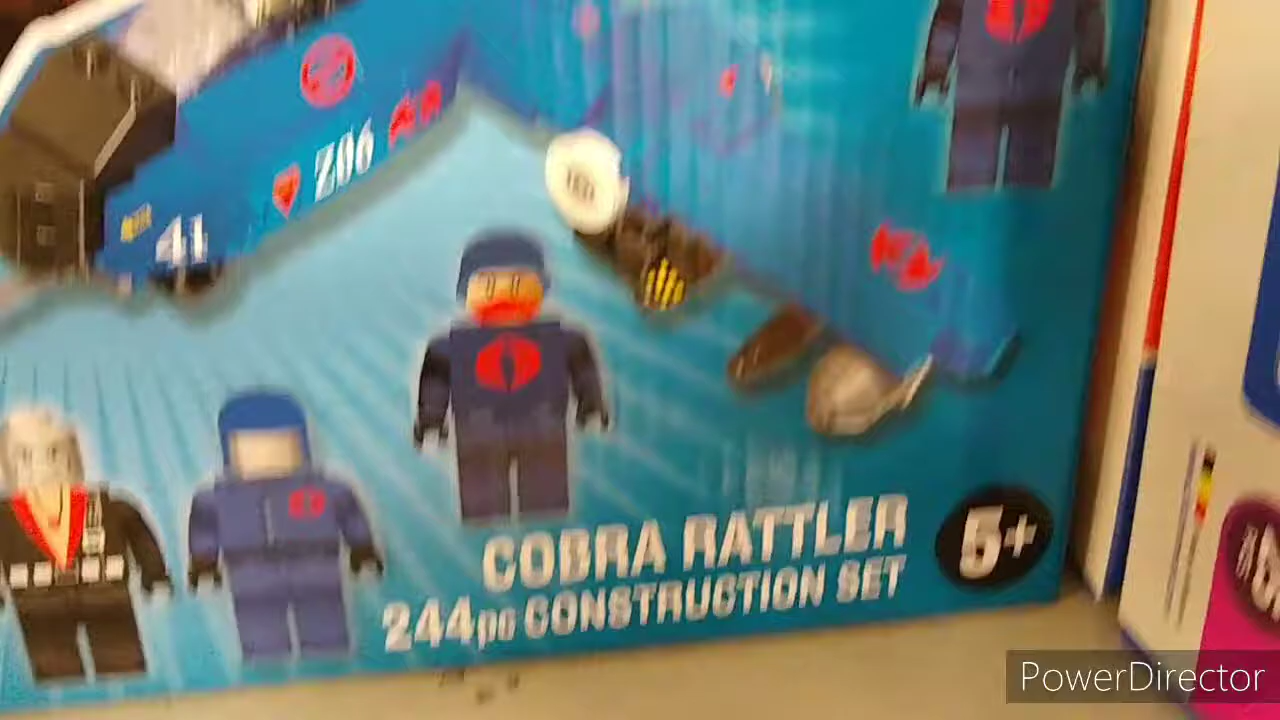 Z06
41
COBRA RATTLER
244pc CONSTRUCTION SET
5+
PowerDirector